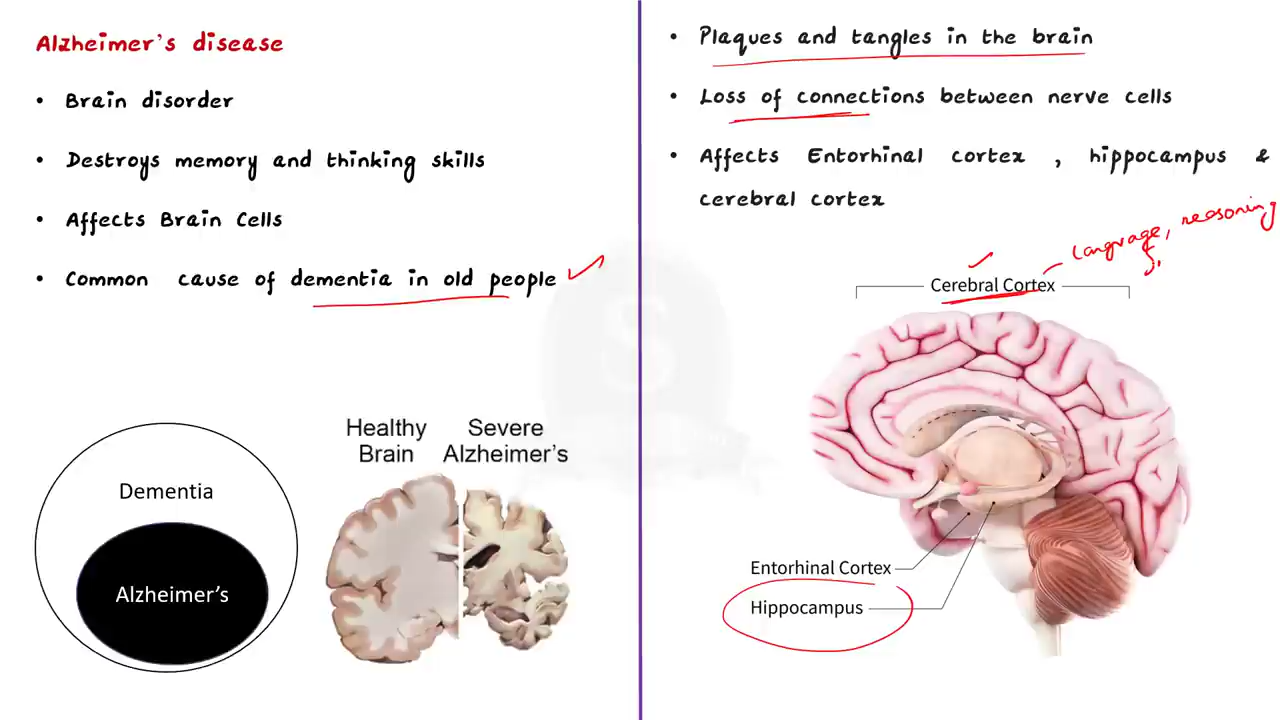 Alzheimer's disease
• Brain disorder
• Destroys memory and thinking skills
• Affects Brain Cells
• Common cause of dementia in old people
Dementia
Alzheimer's
Healthy
Brain
Severe
Alzheimer's
• Plaques and tangles in the brain
• Loss of connections between nerve cells
• Affects Entorhinal cortex , hippocampus &
cerebral cortex
language, reasoning
Cerebral Cortex
Entorhinal Cortex
Hippocampus